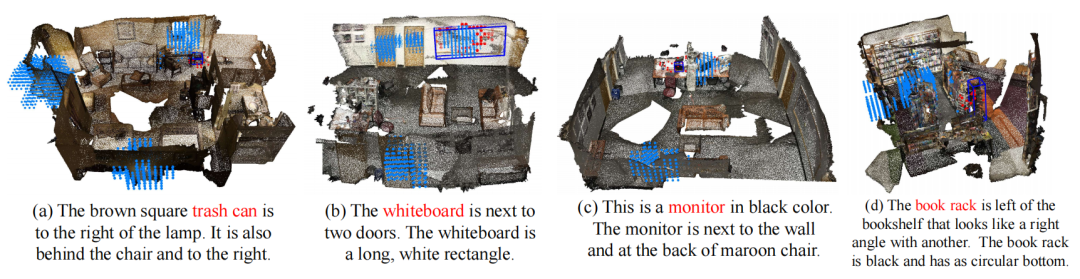 (a) The brown square trash can is
to the right of the lamp. It is also
behind the chair and to the right.
(b) The whiteboard is next to
two doors. The whiteboard is
a long, white rectangle.
(c) This is a monitor in black color.
The monitor is next to the wall
and at the back of maroon chair.
(d) The book rack is left of the
bookshelf that looks like a right
angle with another. The book rack
is black and has as circular bottom.